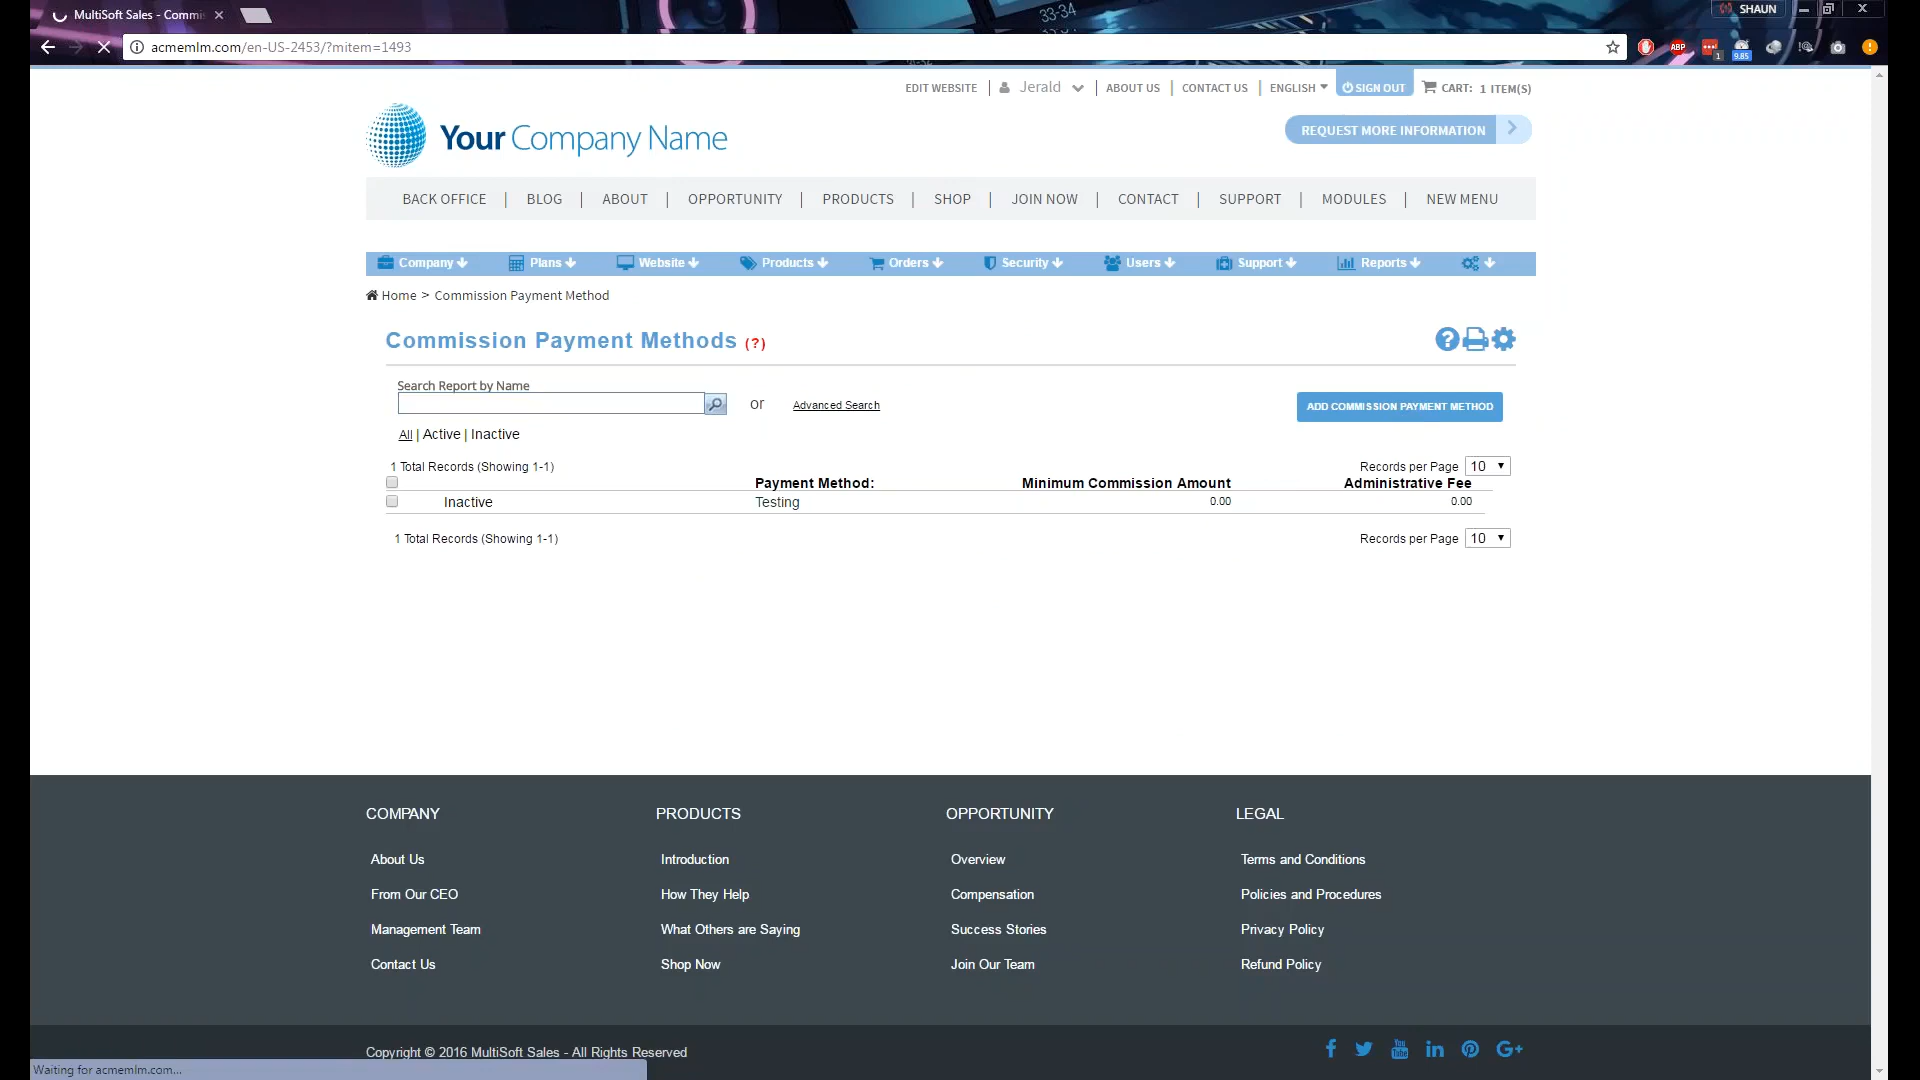 MultiSoft Sales - Commi
SHAUN
acmemlm.com/en-US-2453/?mitem=1493
ABP
1
9.85
33-34
EDIT WEBSITE | Jerald | ABOUT US | CONTACT US | ENGLISH | SIGN OUT CART: 1 ITEM(S)
Your Company Name
REQUEST MORE INFORMATION
BACK OFFICE | BLOG | ABOUT | OPPORTUNITY | PRODUCTS | SHOP | JOIN NOW | CONTACT | SUPPORT | MODULES | NEW MENU
Company Plans Website Products Orders Security Users Support Reports
Home > Commission Payment Method
Commission Payment Methods (?)
Search Report by Name
or Advanced Search
ADD COMMISSION PAYMENT METHOD
All | Active | Inactive
1 Total Records (Showing 1-1) Records per Page 10
Payment Method: Minimum Commission Amount Administrative Fee
Inactive Testing 0.00 0.00
1 Total Records (Showing 1-1) Records per Page 10
COMPANY
About Us
From Our CEO
Management Team
Contact Us
PRODUCTS
Introduction
How They Help
What Others are Saying
Shop Now
OPPORTUNITY
Overview
Compensation
Success Stories
Join Our Team
LEGAL
Terms and Conditions
Policies and Procedures
Privacy Policy
Refund Policy
Copyright © 2016 MultiSoft Sales - All Rights Reserved
Waiting for acmemlm.com...